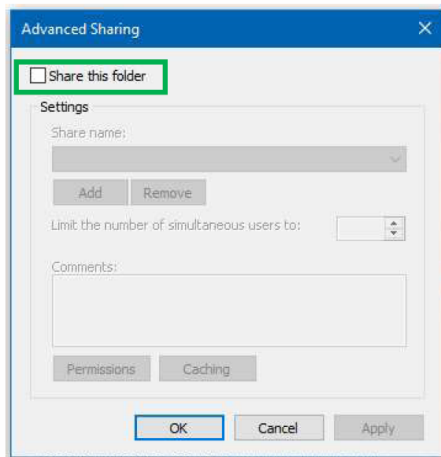 Advanced Sharing
Share this folder
Settings
Share name:
Add Remove
Limit the number of simultaneous users to:
Comments:
Permissions Caching
OK Cancel Apply